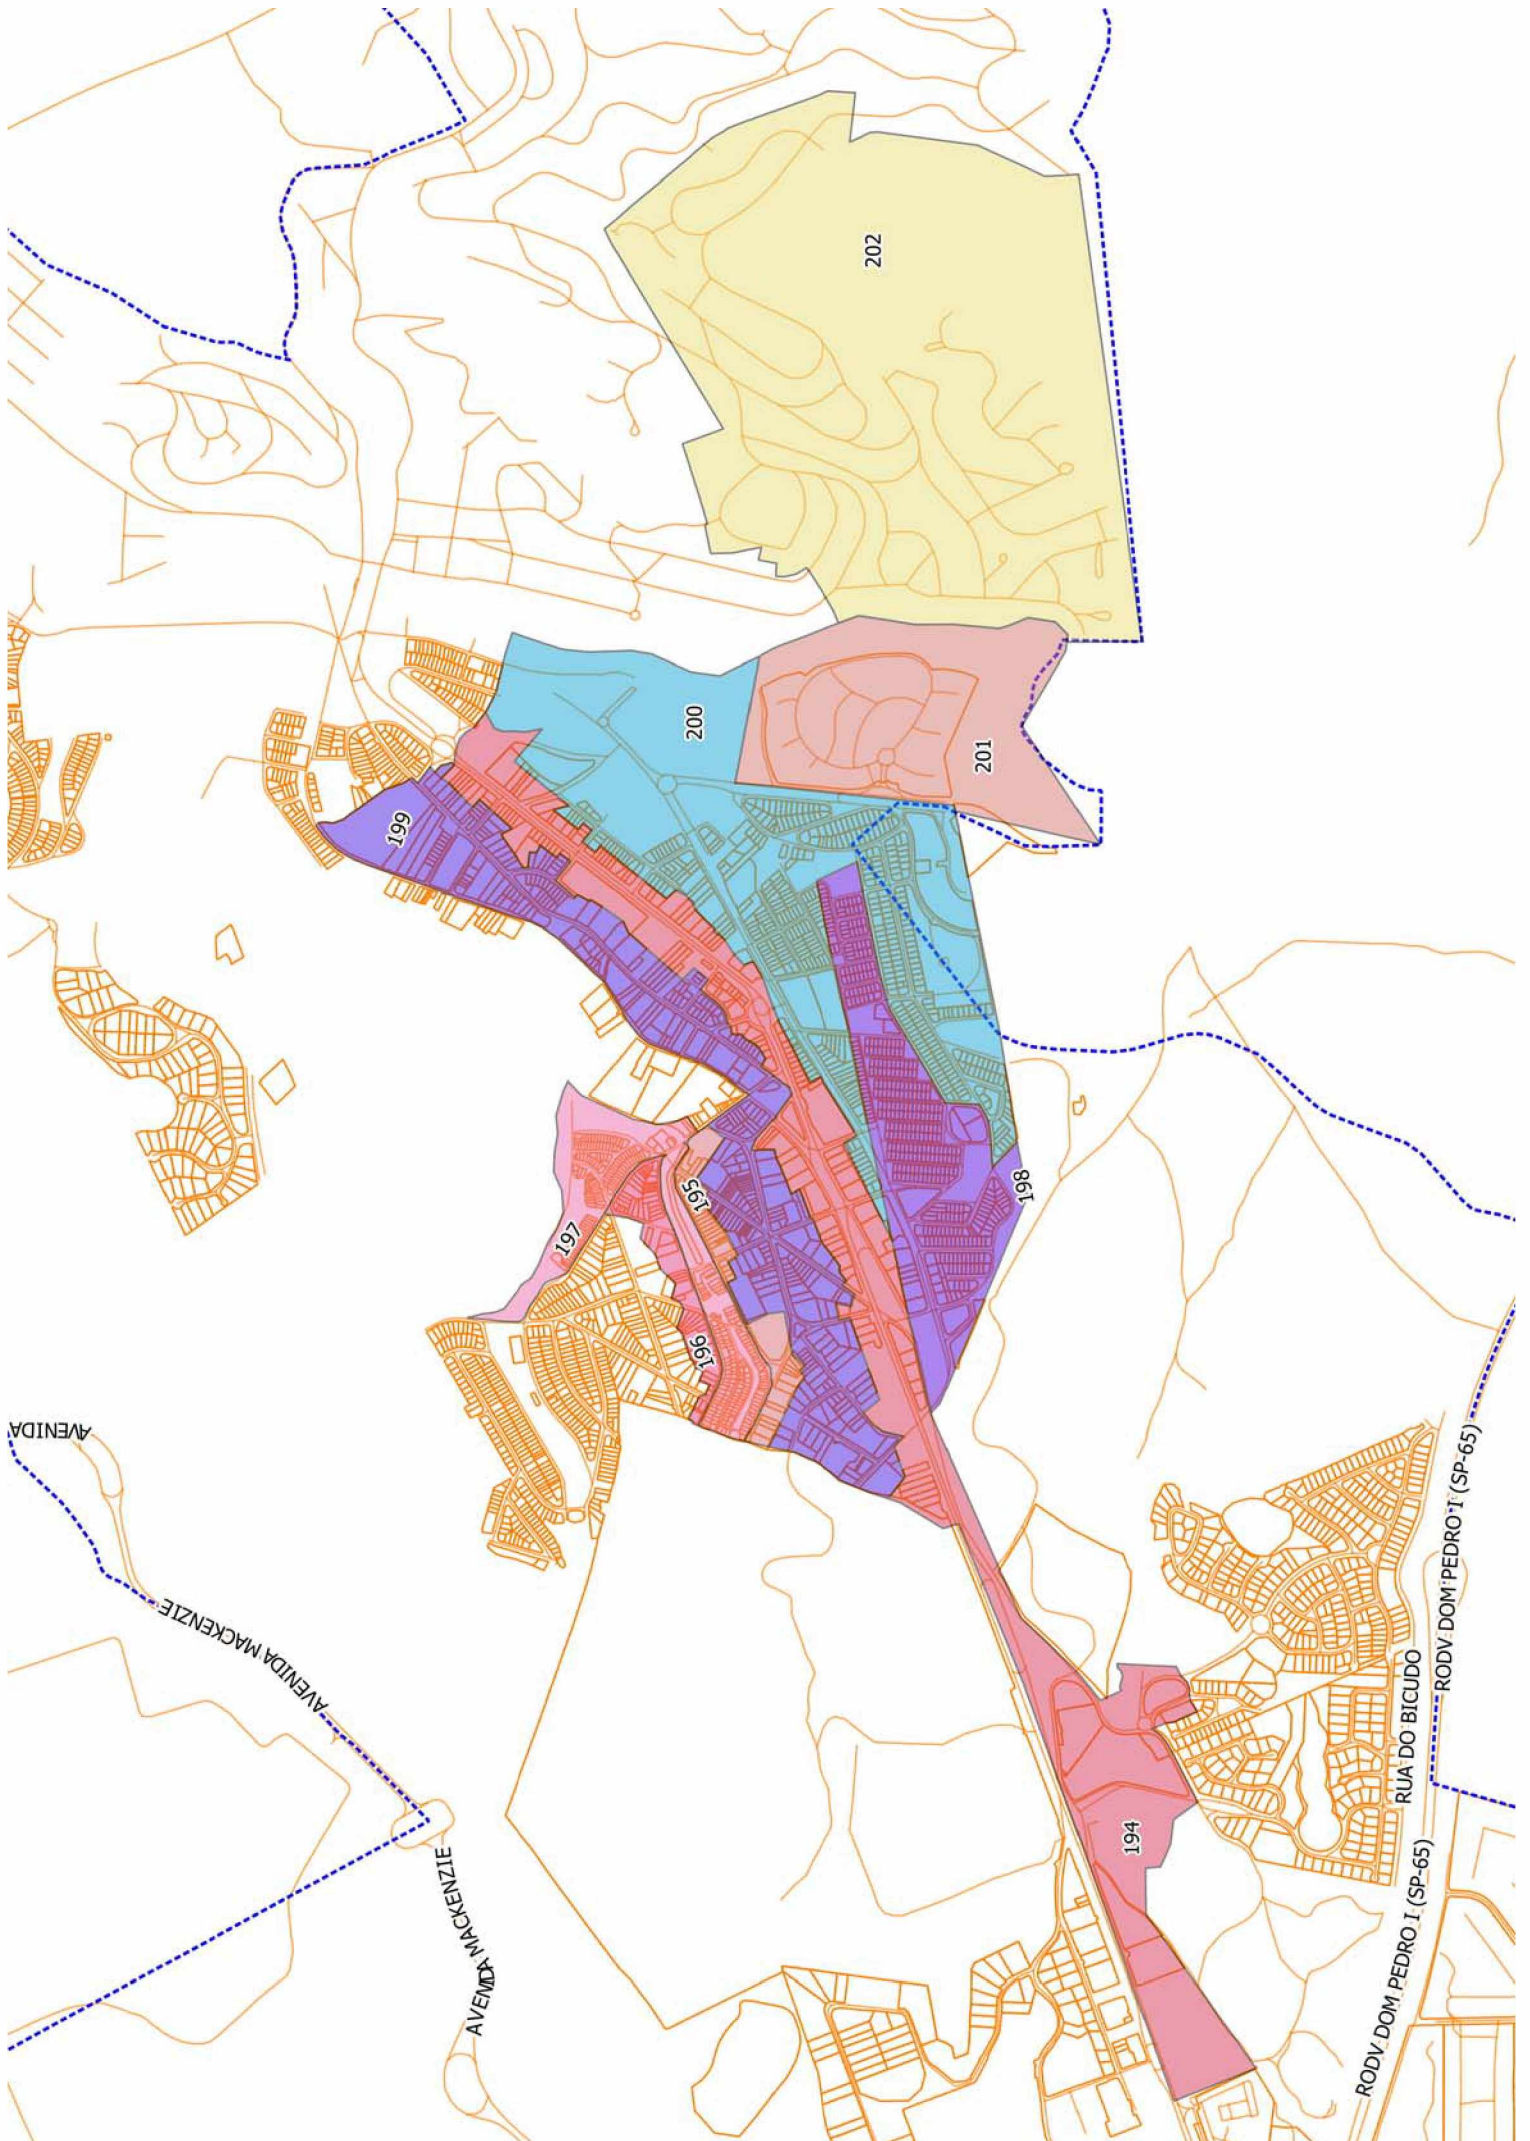 202
200
201
199
195
198
197
196
AVENIDA
RODV. DOM PEDRO I (SP-65)
AVENIDA MACKENZIE
RUA DO BICUDO
194
AVENIDA MACKENZIE
RODV. DOM PEDRO I (SP-65)